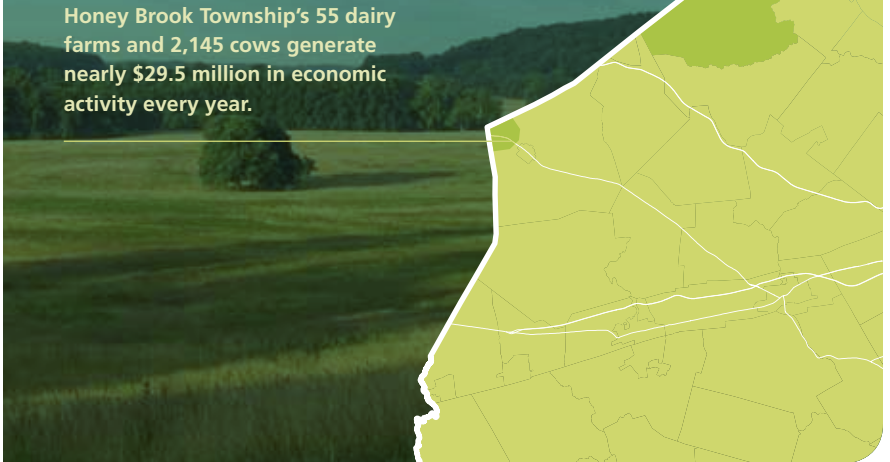 Honey Brook Township’s 55 dairy
farms and 2,145 cows generate
nearly $29.5 million in economic
activity every year.